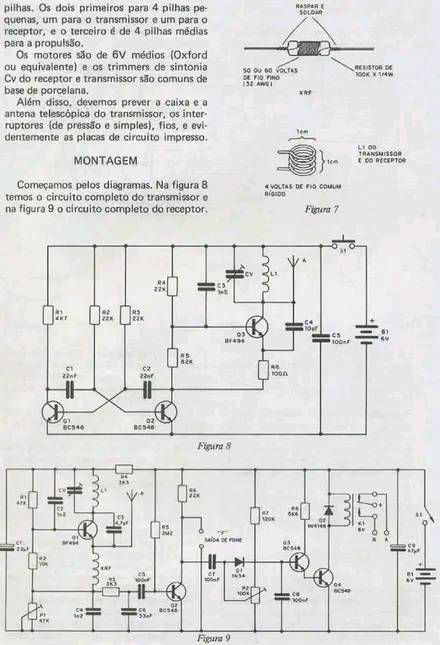 pilhas. Os dois primeiros para 4 pilhas pe-
quenas, um para o transmissor e um para o
receptor, e o terceiro é de 4 pilhas médias
para a propulsão.
Os motores são de 6V médios (Oxford
ou equivalente) e os trimmers de sintonia
Cv do receptor e transmissor são comuns de
base de porcelana.
Além disso, devemos prever a caixa e a
antena telescópica do transmissor, os inter-
ruptores (de pressão e simples), fios, e evi-
dentemente as placas de circuito impresso.
MONTAGEM
Começamos pelos diagramas. Na figura 8
temos o circuito completo do transmissor e
na figura 9 o circuito completo do receptor.
RASPAR E
SOLDAR
50 OU 60 VOLTAS
DE FIO FINO
(32 AWG)
RESISTOR DE
100K X 1/4W
XRF
1cm
1cm
L1 DO
TRANSMISSOR
E DO RECEPTOR
4 VOLTAS DE FIO COMUM
RÍGIDO
Figura 7
R1
4K7
R2
22K
R3
22K
R4
22K
C3
1n5
CV
L1
A
S1
Q3
BF494
C4
10pF
C5
100nF
B1
6V
R5
82K
R6
100Ω
C1
22nF
C2
22nF
Q1
BC548
Q2
BC548
Figura 8
R1
47K
CV
C2
1n2
L1
R4
3K3
A
C3
4,7pF
Q1
BF494
C1
22µF
R2
10K
XRF
R3
3K3
C5
100nF
R5
2M2
R6
22K
SAÍDA DE FONE
R7
120K
R8
5K6
D2
1N4148
K1
6V
B
A
S1
C9
47µF
B1
6V
P1
47K
C4
1n2
C6
33nF
Q2
BC548
C7
100nF
D1
1N34
P2
100K
C8
100nF
Q3
BC548
Q4
BC548
Figura 9